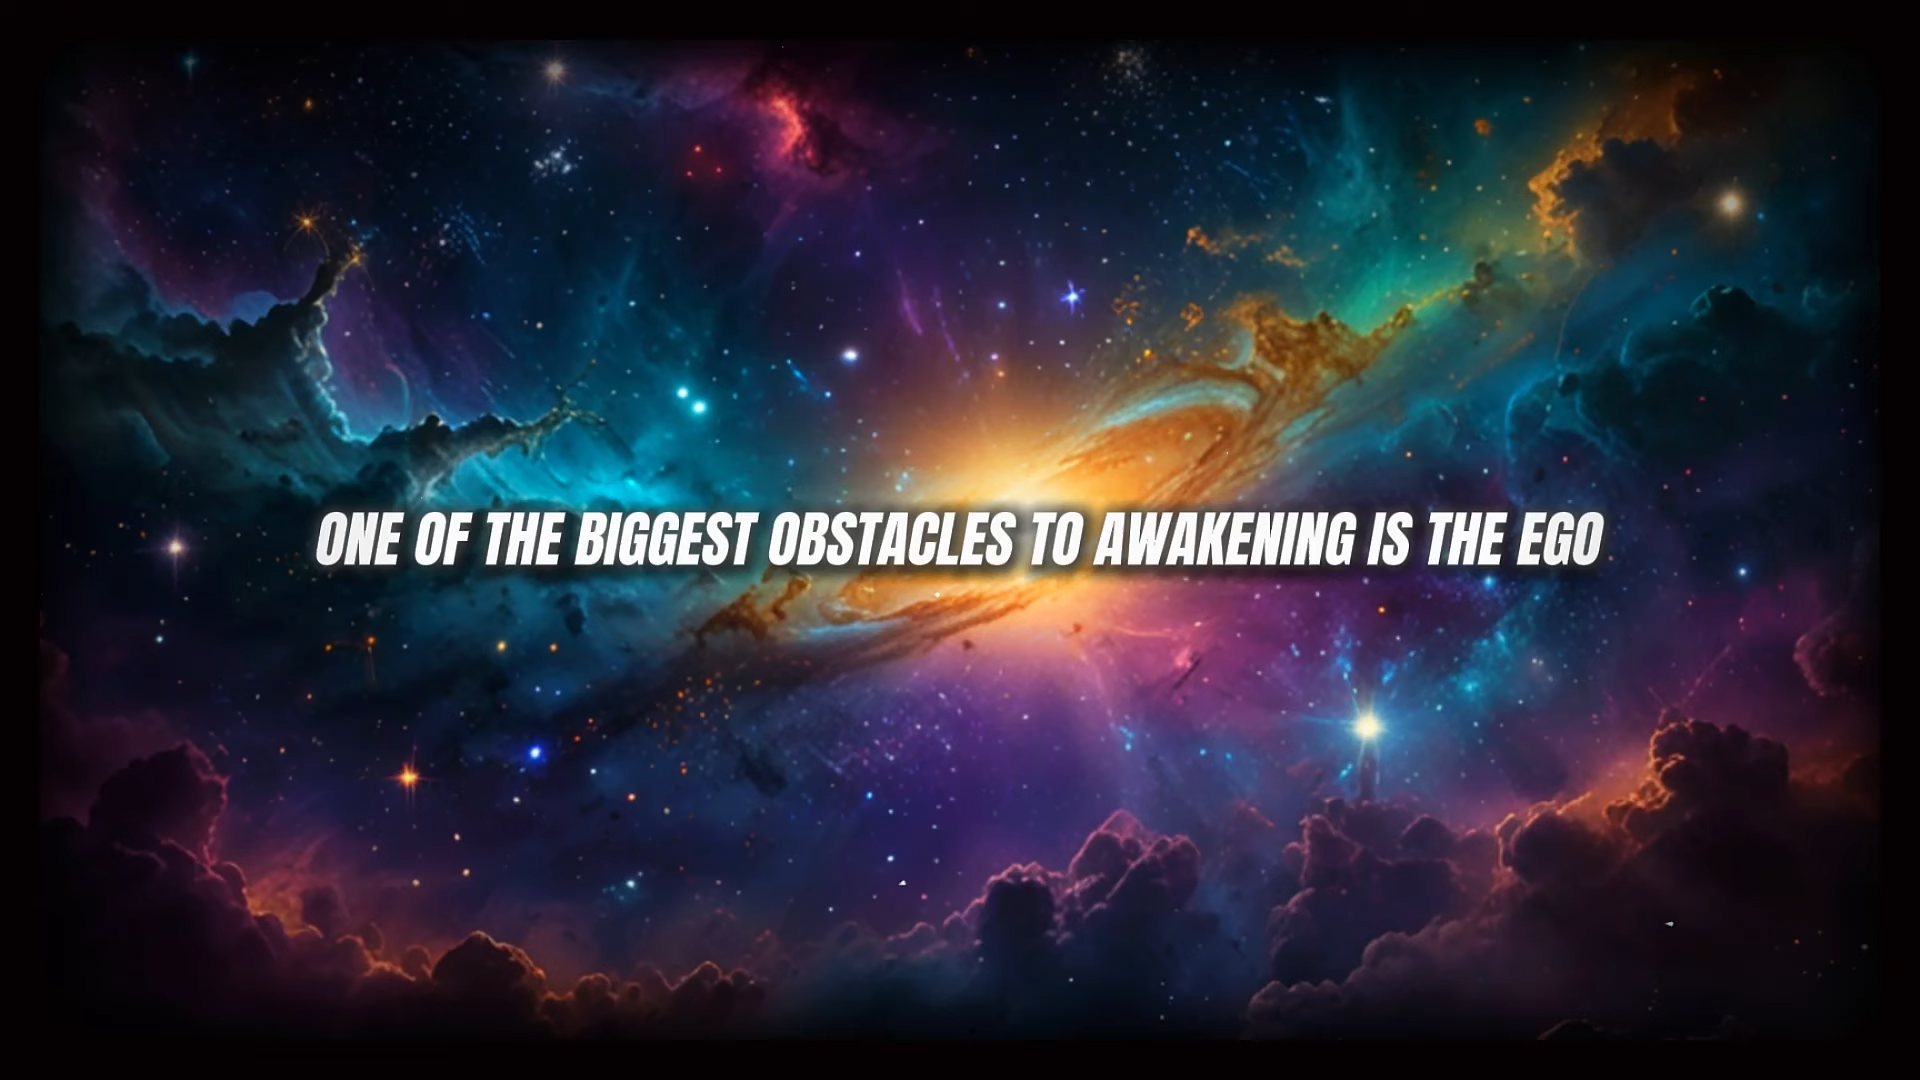 ONE OF THE BIGGEST OBSTACLES TO AWAKENING IS THE EGO